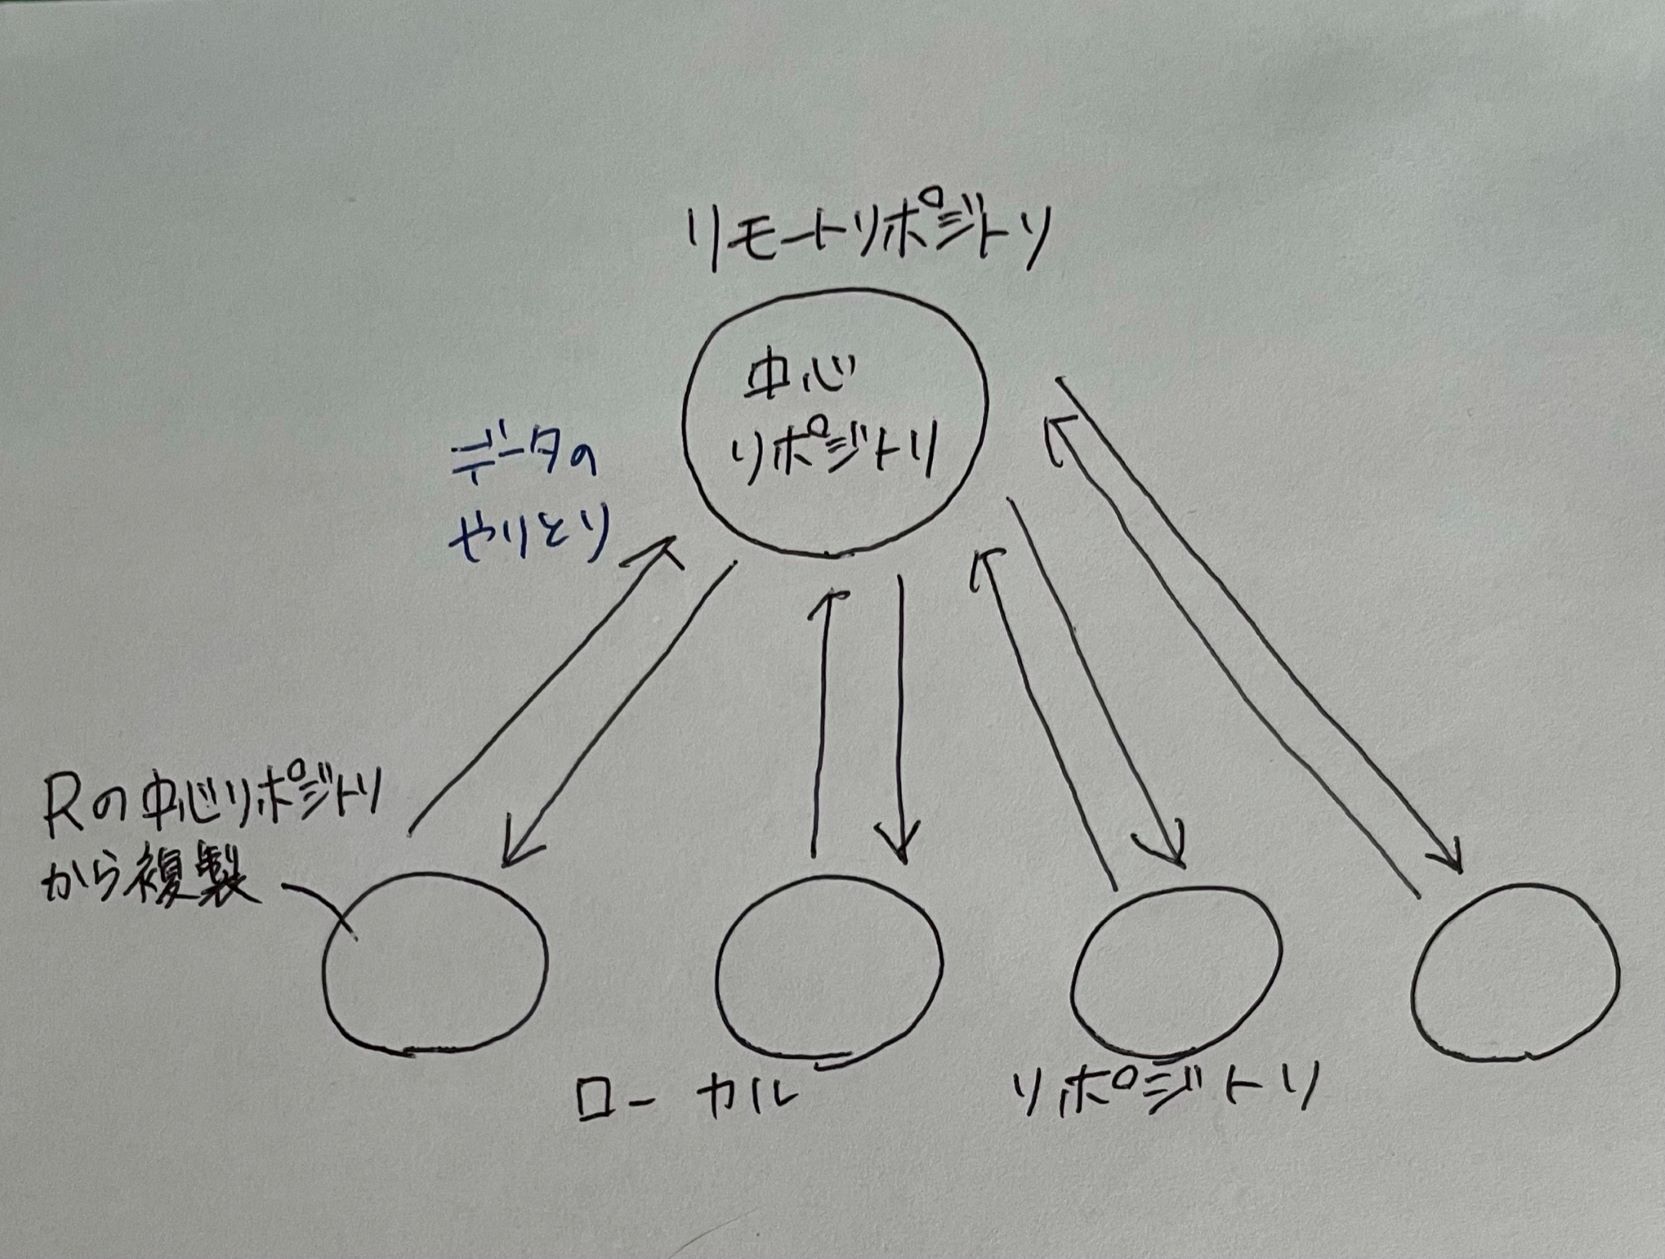 リモートリポジトリ
中心
リポジトリ
データの
やりとり
Rの中心リポジトリ
から複製
ローカル リポジトリ